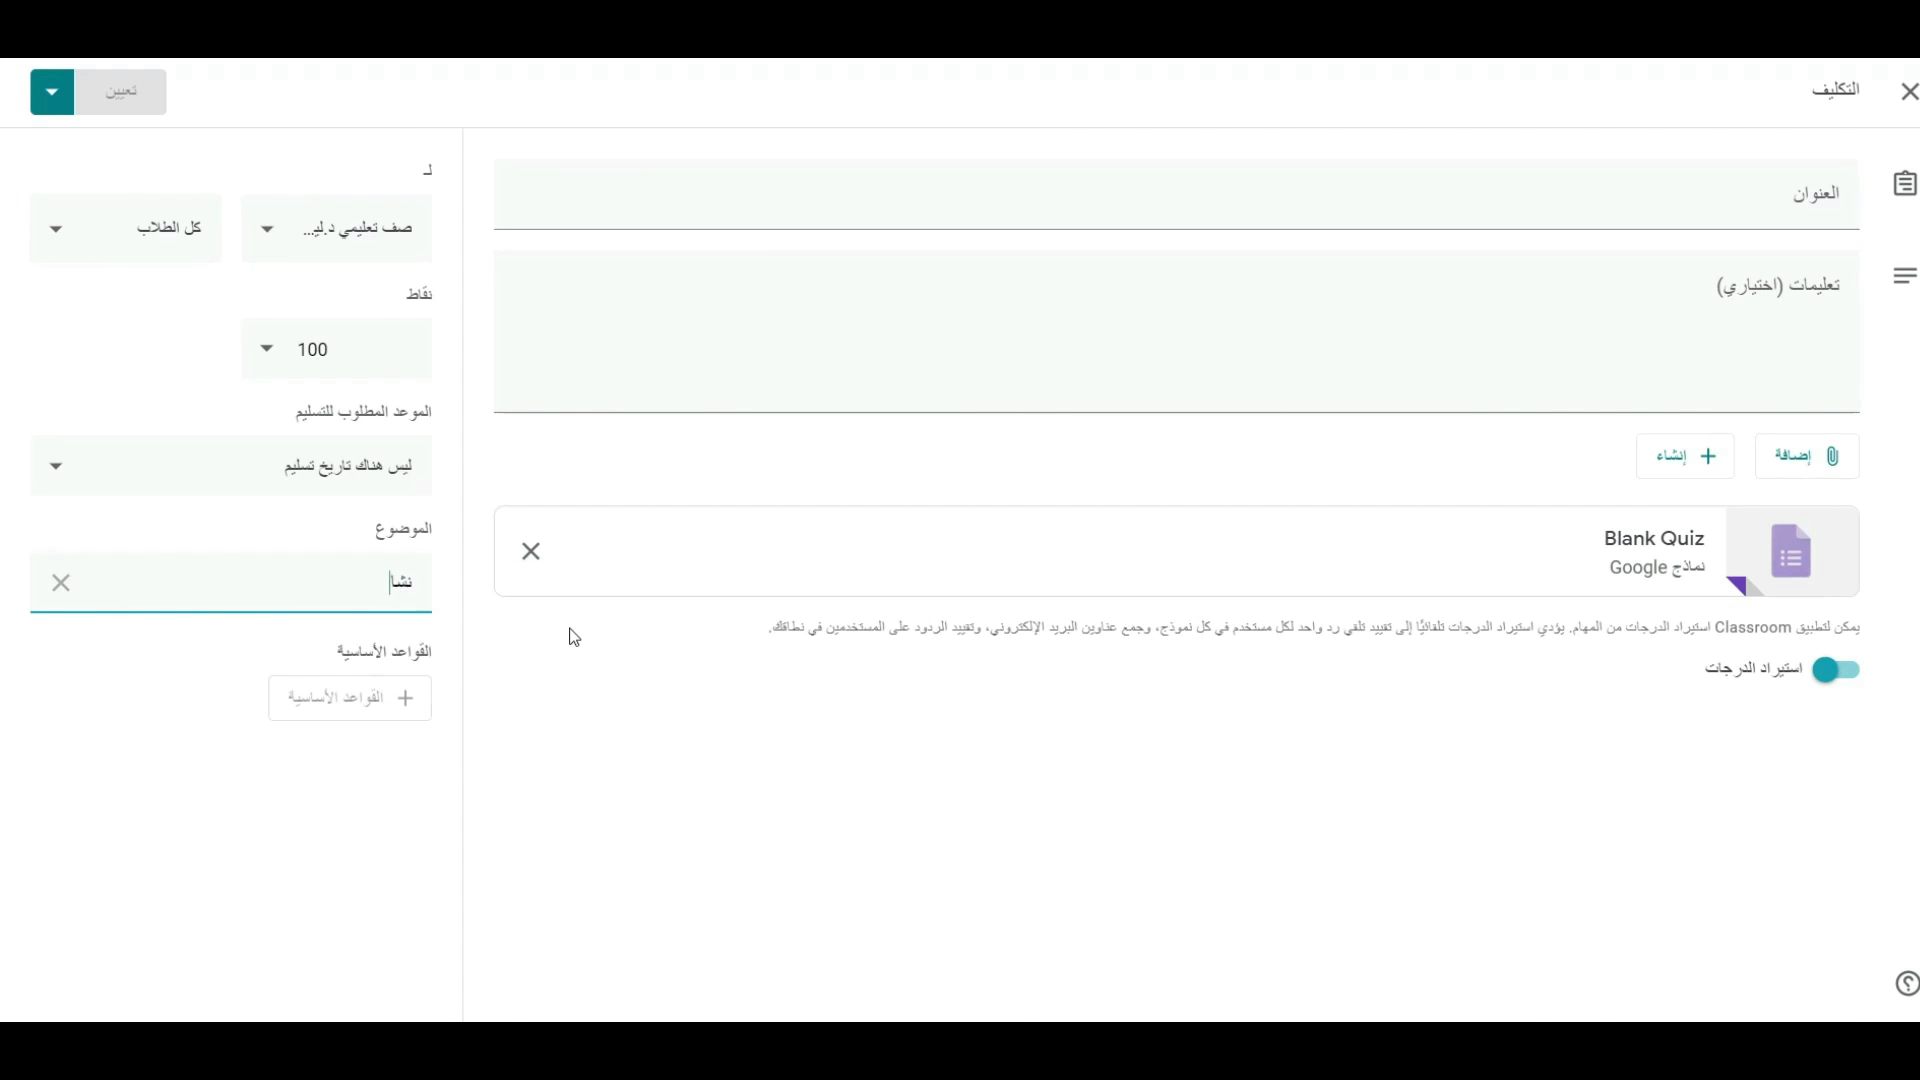 التكليف
تعيين
العنوان
تعليمات (اختياري)
إضافة
إنشاء
Blank Quiz
نماذج Google
يمكن لتطبيق Classroom استيراد الدرجات من المهام. يؤدي استيراد الدرجات تلقائيًا إلى تقييد تلقي رد واحد لكل مستخدم في كل نموذج، وجمع عناوين البريد الإلكتروني، وتقييد الردود على المستخدمين في نطاقك.
استيراد الدرجات
لـ
صف تعليمي د.لي...
كل الطلاب
نقاط
100
الموعد المطلوب للتسليم
ليس هناك تاريخ تسليم
الموضوع
نشا
القواعد الأساسية
القواعد الأساسية